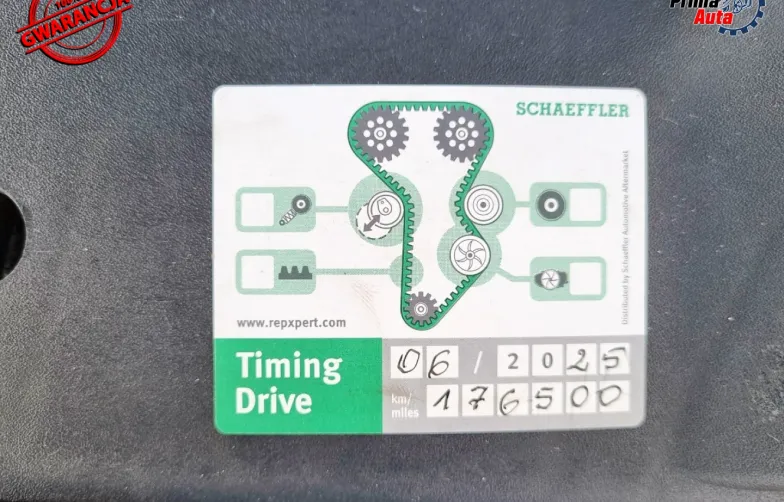 100%
GWARANCJA
Prima
Auta
SCHAEFFLER
Distributed by Schaeffler Automotive Aftermarket.
www.repxpert.com
Timing
Drive
06 / 2025
km/
miles
176500